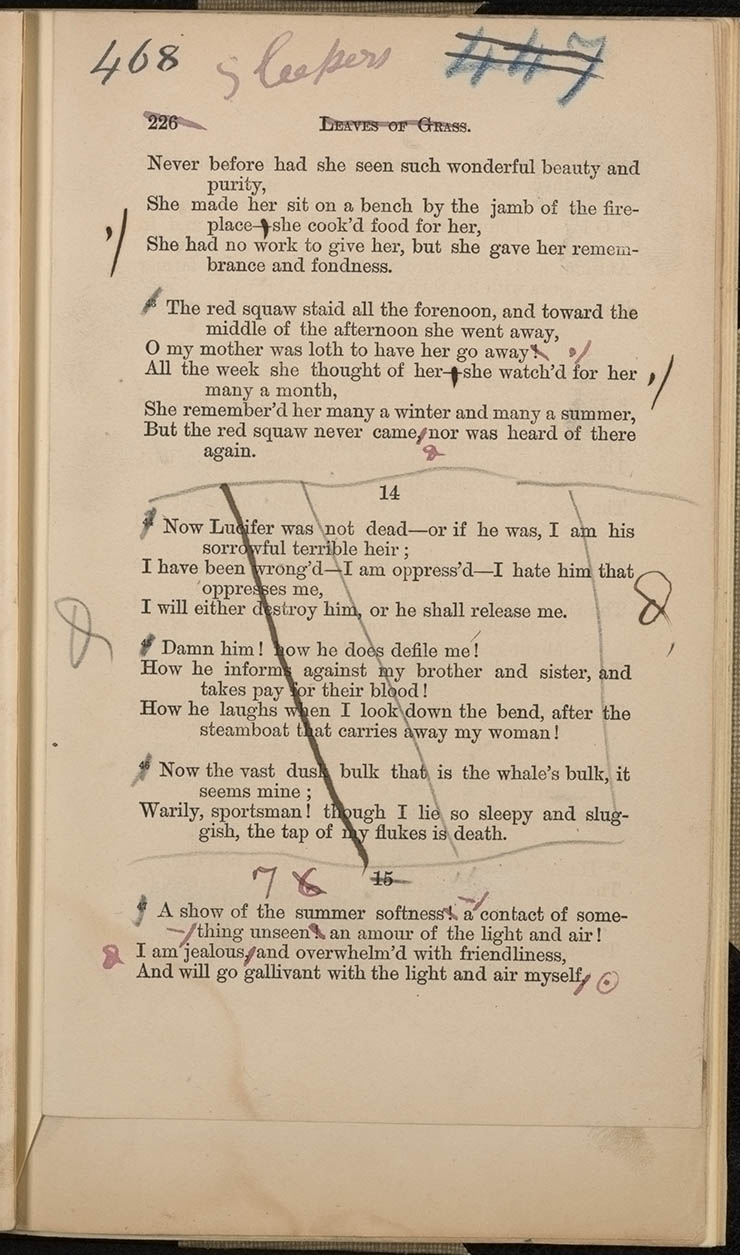 468 Sleepers 447
226 LEAVES OF GRASS.
Never before had she seen such wonderful beauty and
purity,
She made her sit on a bench by the jamb of the fire-
place—she cook'd food for her,
She had no work to give her, but she gave her remem-
brance and fondness.
The red squaw staid all the forenoon, and toward the
middle of the afternoon she went away,
O my mother was loth to have her go away!
All the week she thought of her—she watch'd for her
many a month,
She remember'd her many a winter and many a summer,
But the red squaw never came, nor was heard of there
again.
14
Now Lucifer was not dead—or if he was, I am his
sorrowful terrible heir;
I have been wrong'd—I am oppress'd—I hate him that
oppresses me,
I will either destroy him, or he shall release me.
Damn him! how he does defile me!
How he informs against my brother and sister, and
takes pay for their blood!
How he laughs when I look down the bend, after the
steamboat that carries away my woman!
Now the vast dusk bulk that is the whale's bulk, it
seems mine;
Warily, sportsman! though I lie so sleepy and slug-
gish, the tap of my flukes is death.
7 6 15
A show of the summer softness! a contact of some-
thing unseen! an amour of the light and air!
I am jealous, and overwhelm'd with friendliness,
And will go gallivant with the light and air myself,